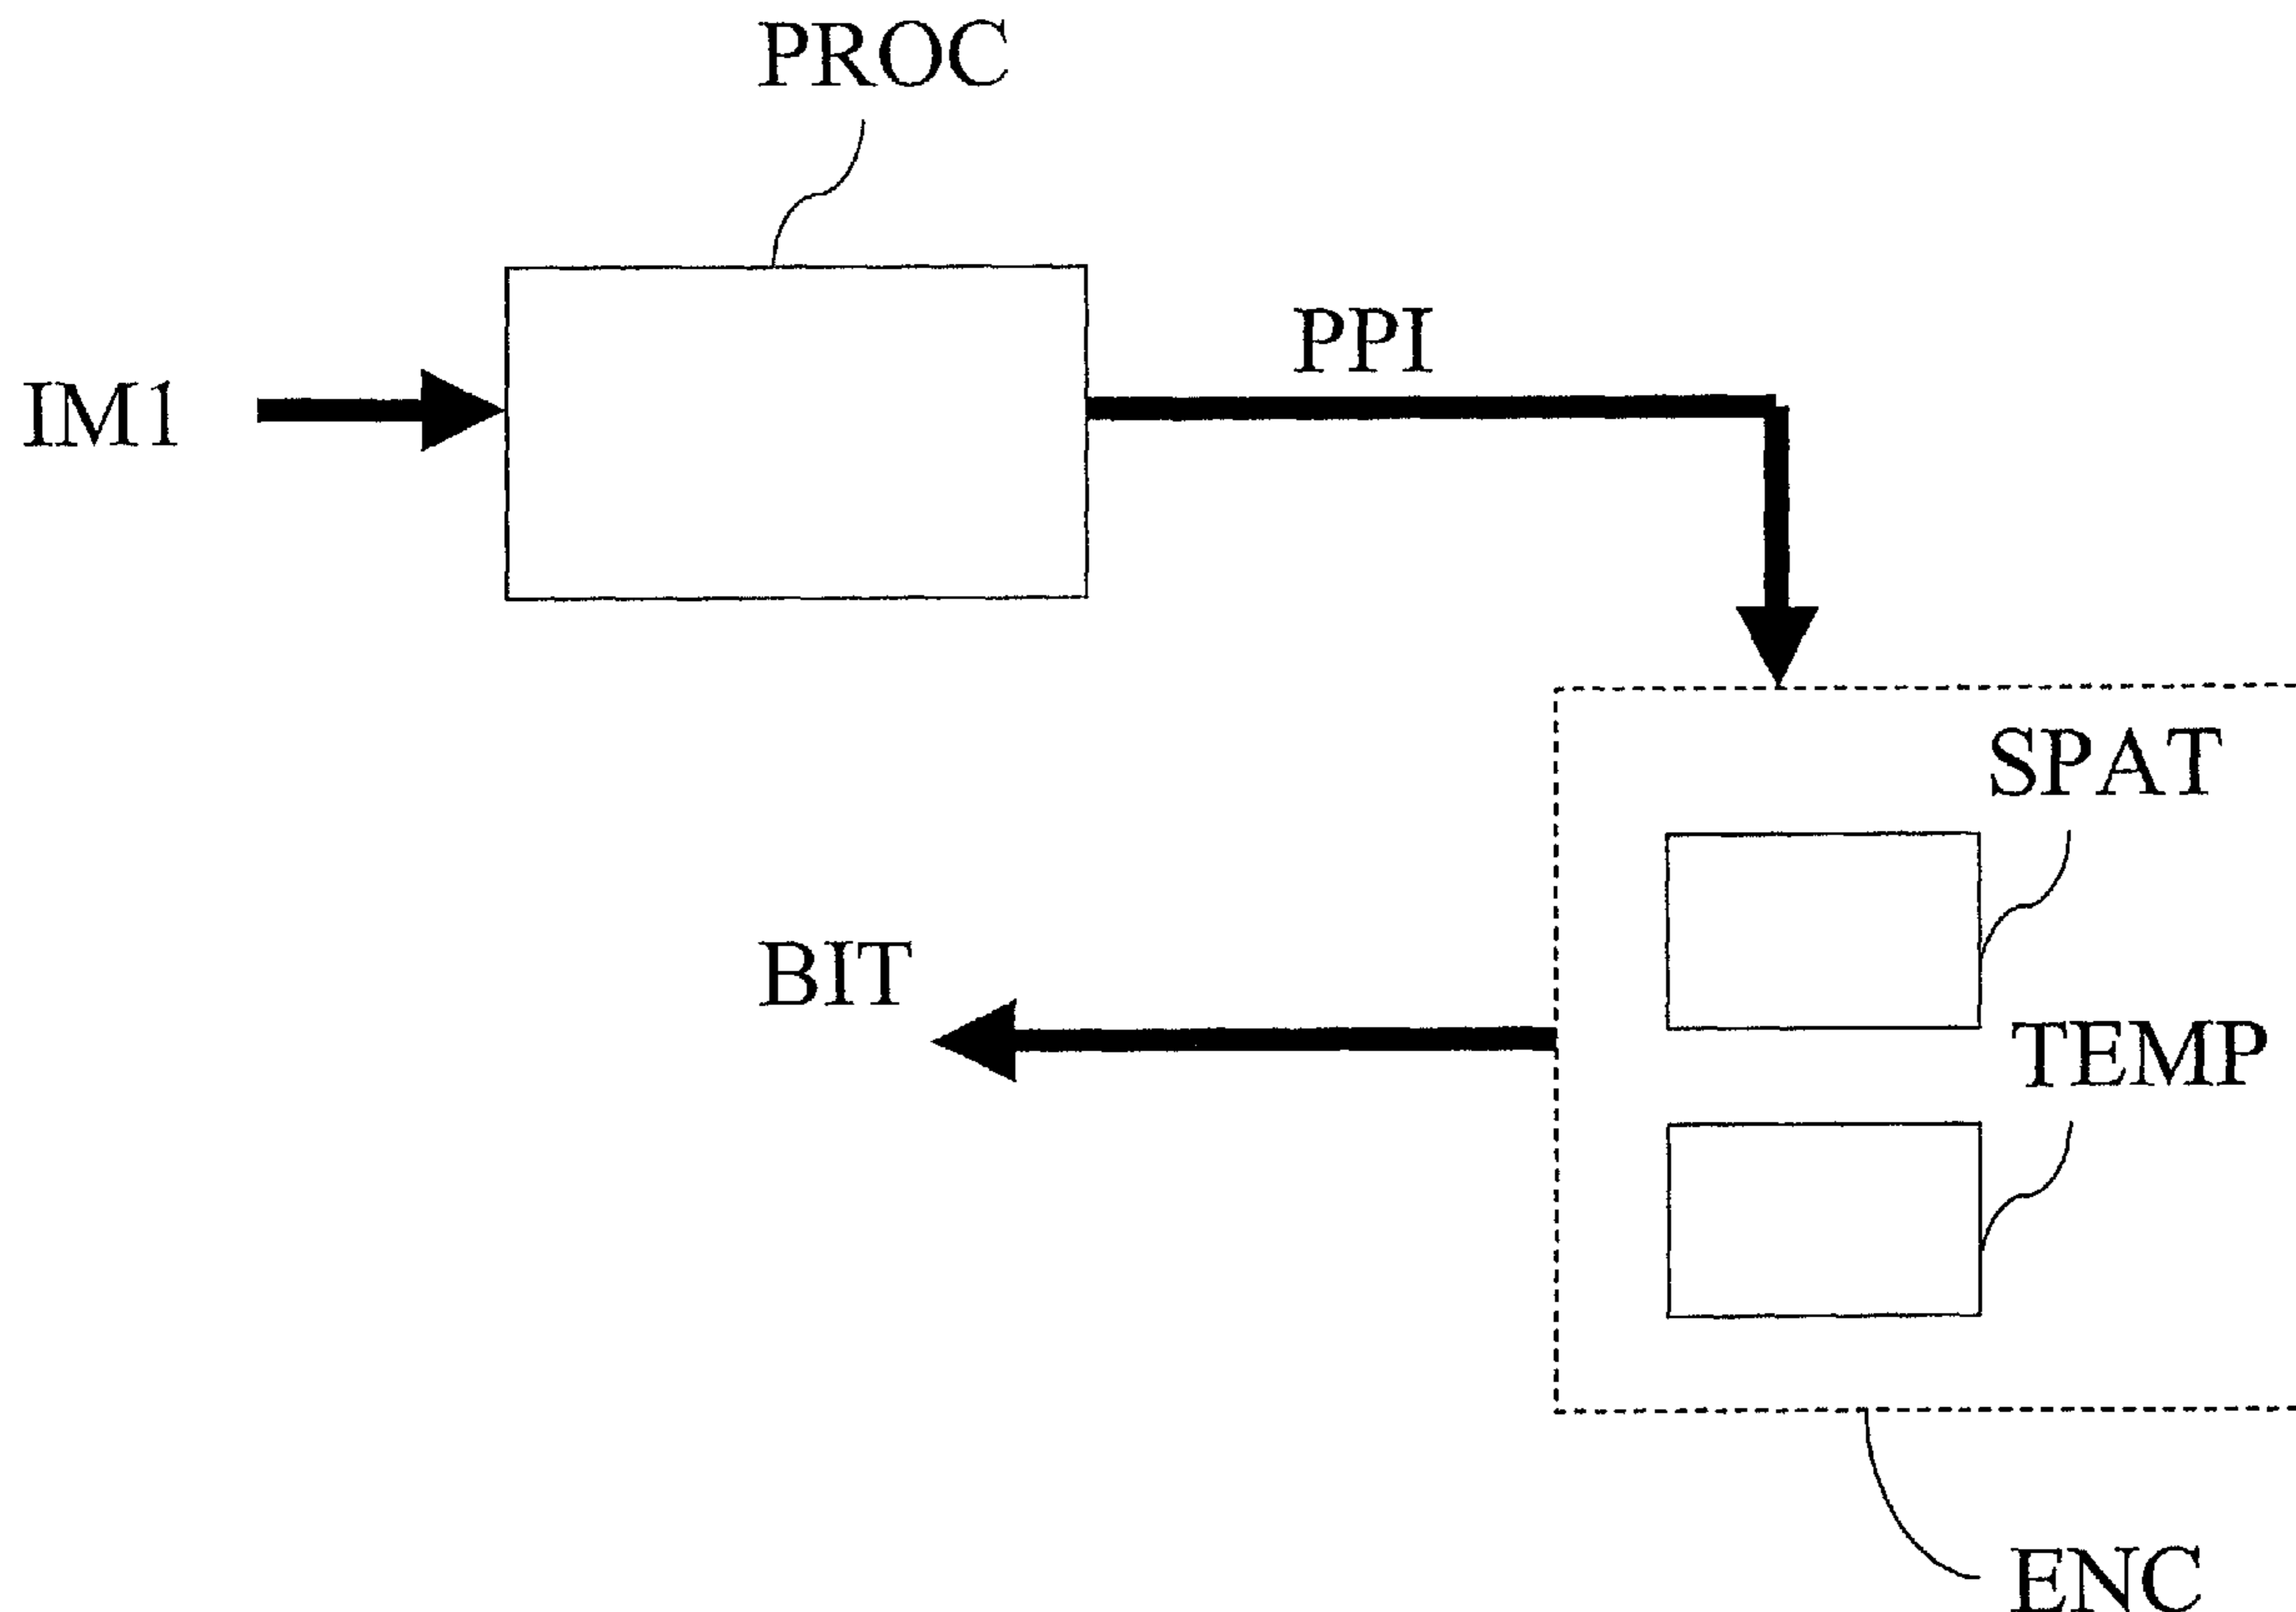 PROC
PPI
IM1
SPAT
BIT
TEMP
ENC